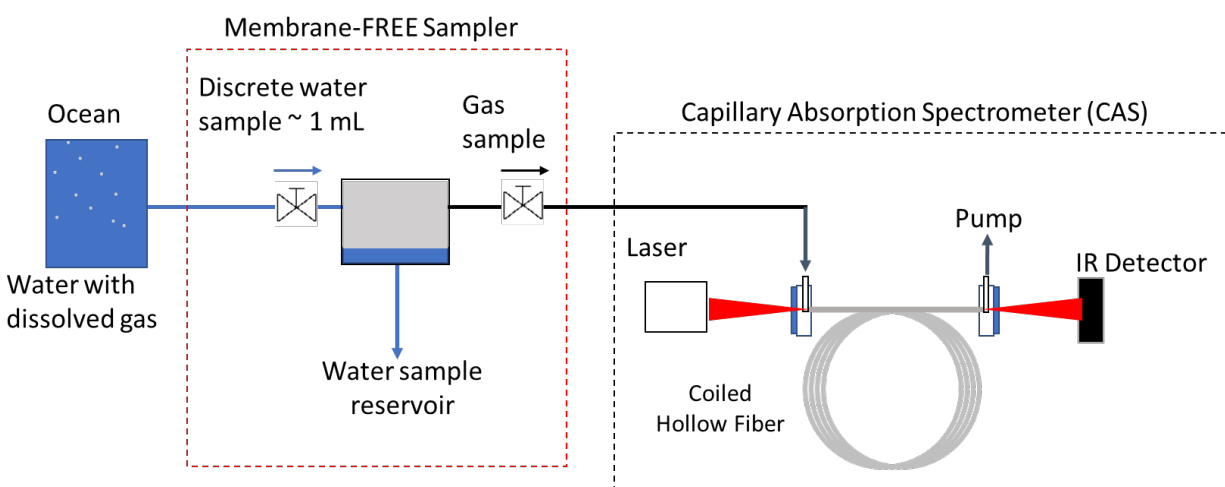 Membrane-FREE Sampler
Ocean
Discrete water
sample ~ 1 mL
Gas
sample
Capillary Absorption Spectrometer (CAS)
Water with
dissolved gas
Water sample
reservoir
Laser
Pump
IR Detector
Coiled
Hollow Fiber